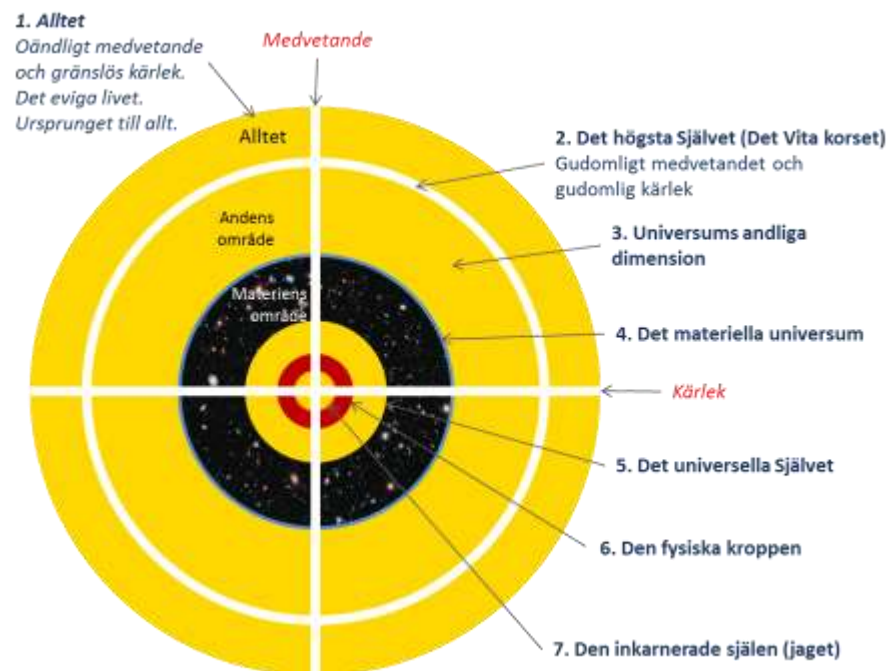 1. Alltet
Oändligt medvetande
och gränslös kärlek.
Det eviga livet.
Ursprunget till allt.
Medvetande
Alltet
2. Det högsta Självet (Det Vita korset)
Gudomligt medvetandet och
gudomlig kärlek
Andens
område
3. Universums andliga
dimension
Materiens
område
4. Det materiella universum
Kärlek
5. Det universella Självet
6. Den fysiska kroppen
7. Den inkarnerade själen (jaget)